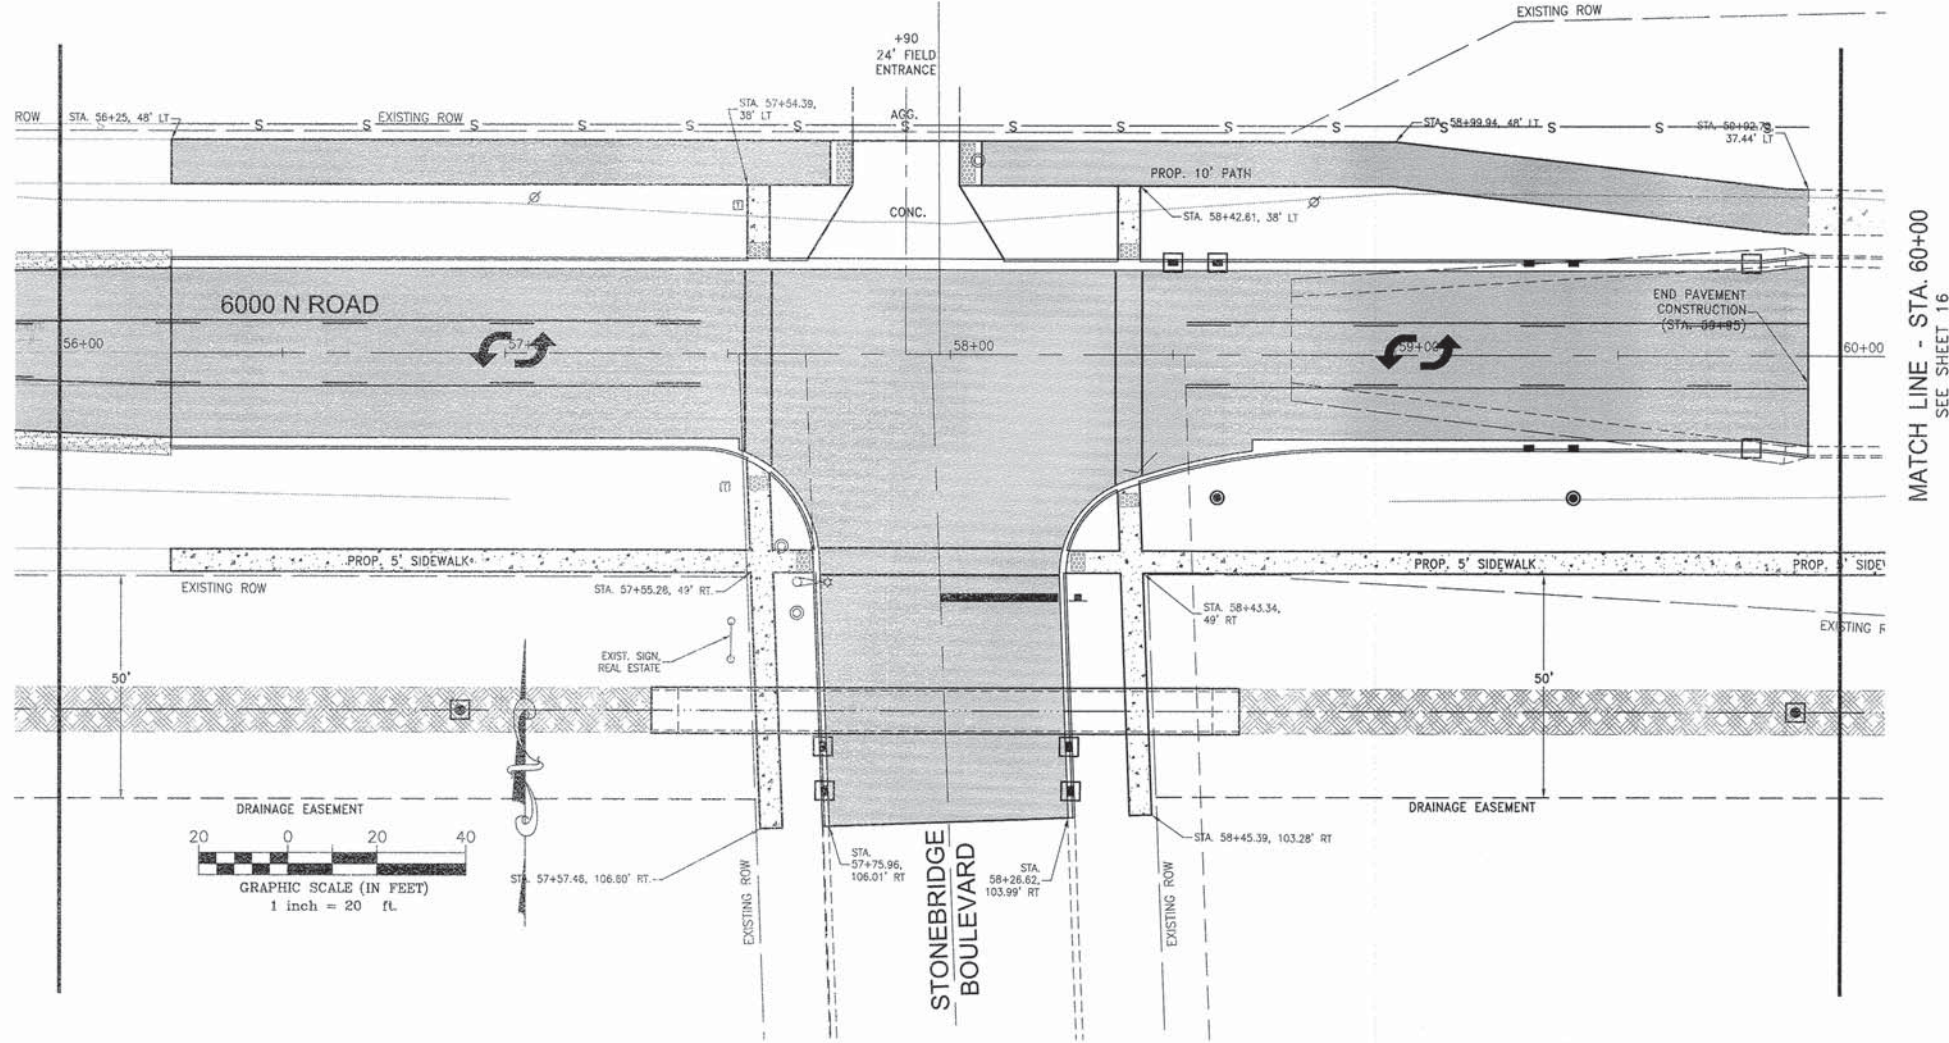 EXISTING ROW
+90
24' FIELD
ENTRANCE
STA. 57+54.39,
38' LT
ROW
STA. 56+25, 48' LT
S
EXISTING ROW
S
S
S
S
S
S
AGG.
S
S
S
S
STA. 58+99.94, 48' LT
S
S
S
S
37.44' LT
PROP. 10' PATH
T
CONC.
STA. 58+42.61, 38' LT
6000 N ROAD
END PAVEMENT
CONSTRUCTION
56+00
58+00
59+00
60+00
MATCH LINE - STA. 60+00
SEE SHEET 16
T
PROP. 5' SIDEWALK
PROP. 5' SIDEWALK
PROP. 5' SIDEW
EXISTING ROW
STA. 57+55.28, 49' RT.
STA. 58+43.34,
49' RT
EXISTING R
EXIST. SIGN,
REAL ESTATE
50'
50'
DRAINAGE EASEMENT
DRAINAGE EASEMENT
20 0 20 40
GRAPHIC SCALE (IN FEET)
1 inch = 20 ft.
STA. 57+57.46, 106.80' RT.
STA.
57+75.96,
106.01' RT
STA.
58+26.62,
103.99' RT
STA. 58+45.39, 103.28' RT
EXISTING ROW
STONEBRIDGE
BOULEVARD
EXISTING ROW